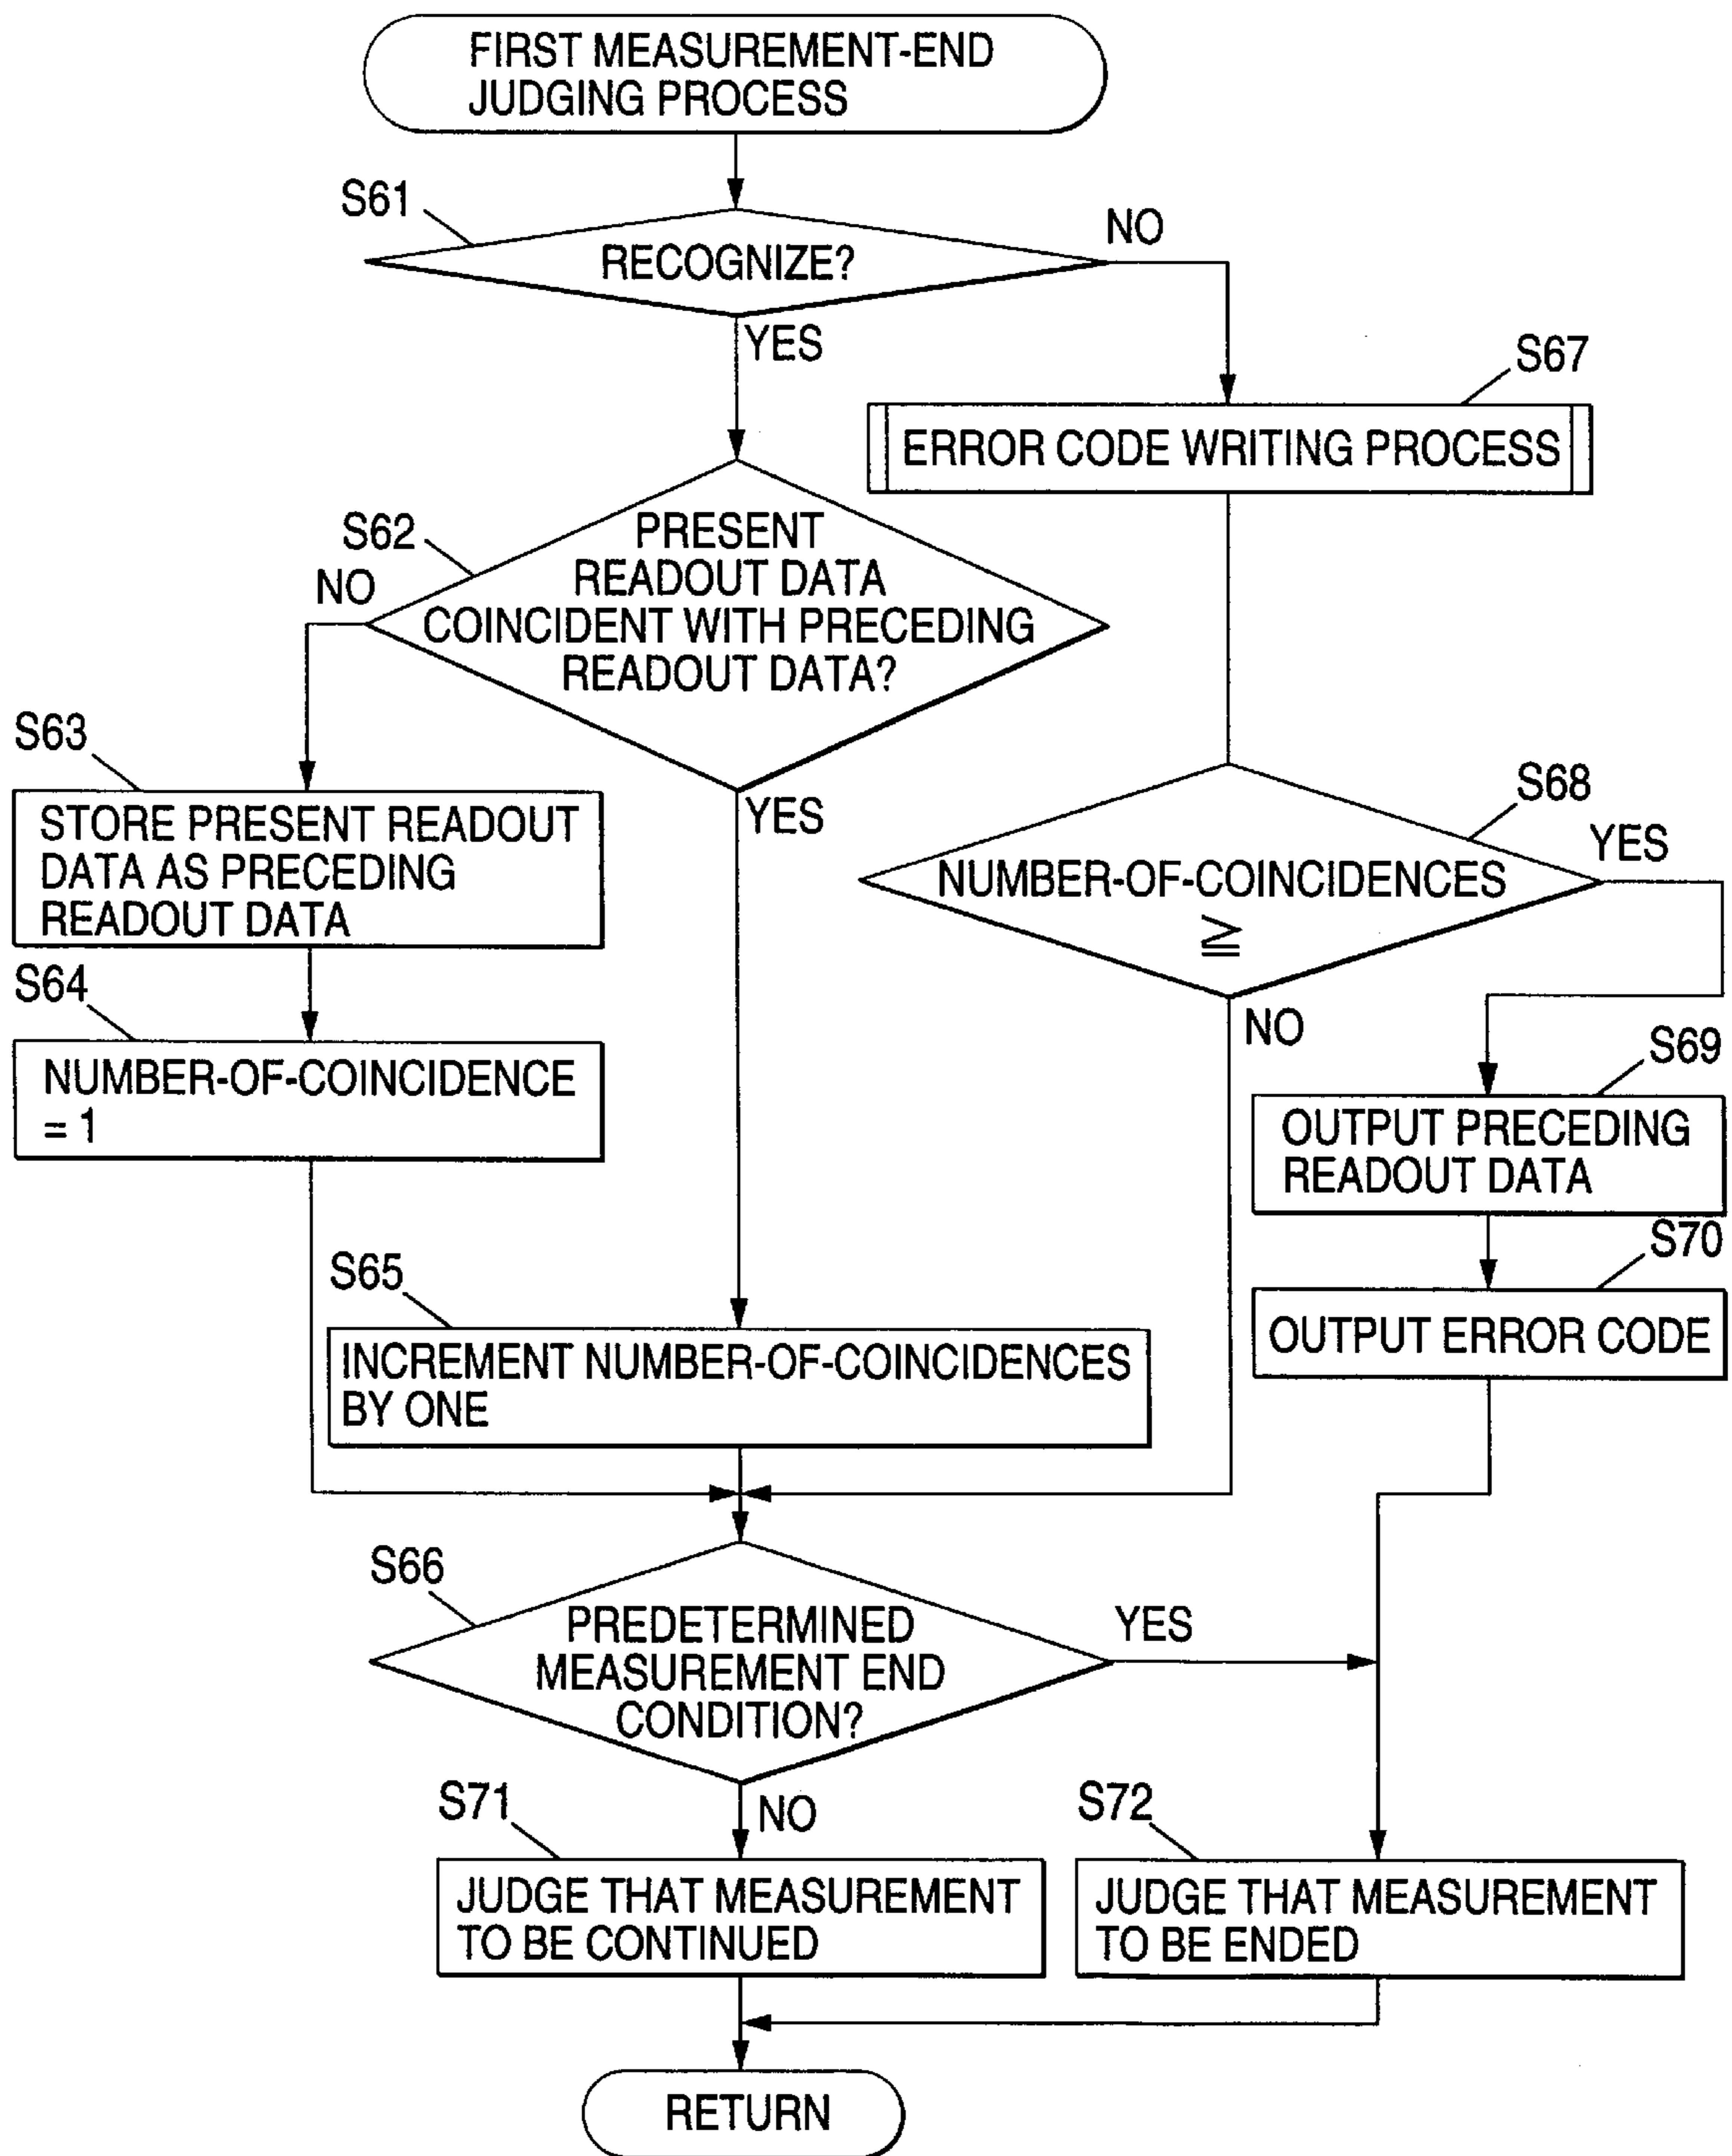 FIRST MEASUREMENT-END
JUDGING PROCESS
S61
RECOGNIZE?
NO
YES
S67
ERROR CODE WRITING PROCESS
S62
PRESENT
READOUT DATA
COINCIDENT WITH PRECEDING
READOUT DATA?
NO
YES
S63
STORE PRESENT READOUT
DATA AS PRECEDING
READOUT DATA
S68
NUMBER-OF-COINCIDENCES
≧
YES
NO
S64
NUMBER-OF-COINCIDENCE
= 1
S69
OUTPUT PRECEDING
READOUT DATA
S70
OUTPUT ERROR CODE
S65
INCREMENT NUMBER-OF-COINCIDENCES
BY ONE
S66
PREDETERMINED
MEASUREMENT END
CONDITION?
YES
NO
S71
JUDGE THAT MEASUREMENT
TO BE CONTINUED
S72
JUDGE THAT MEASUREMENT
TO BE ENDED
RETURN